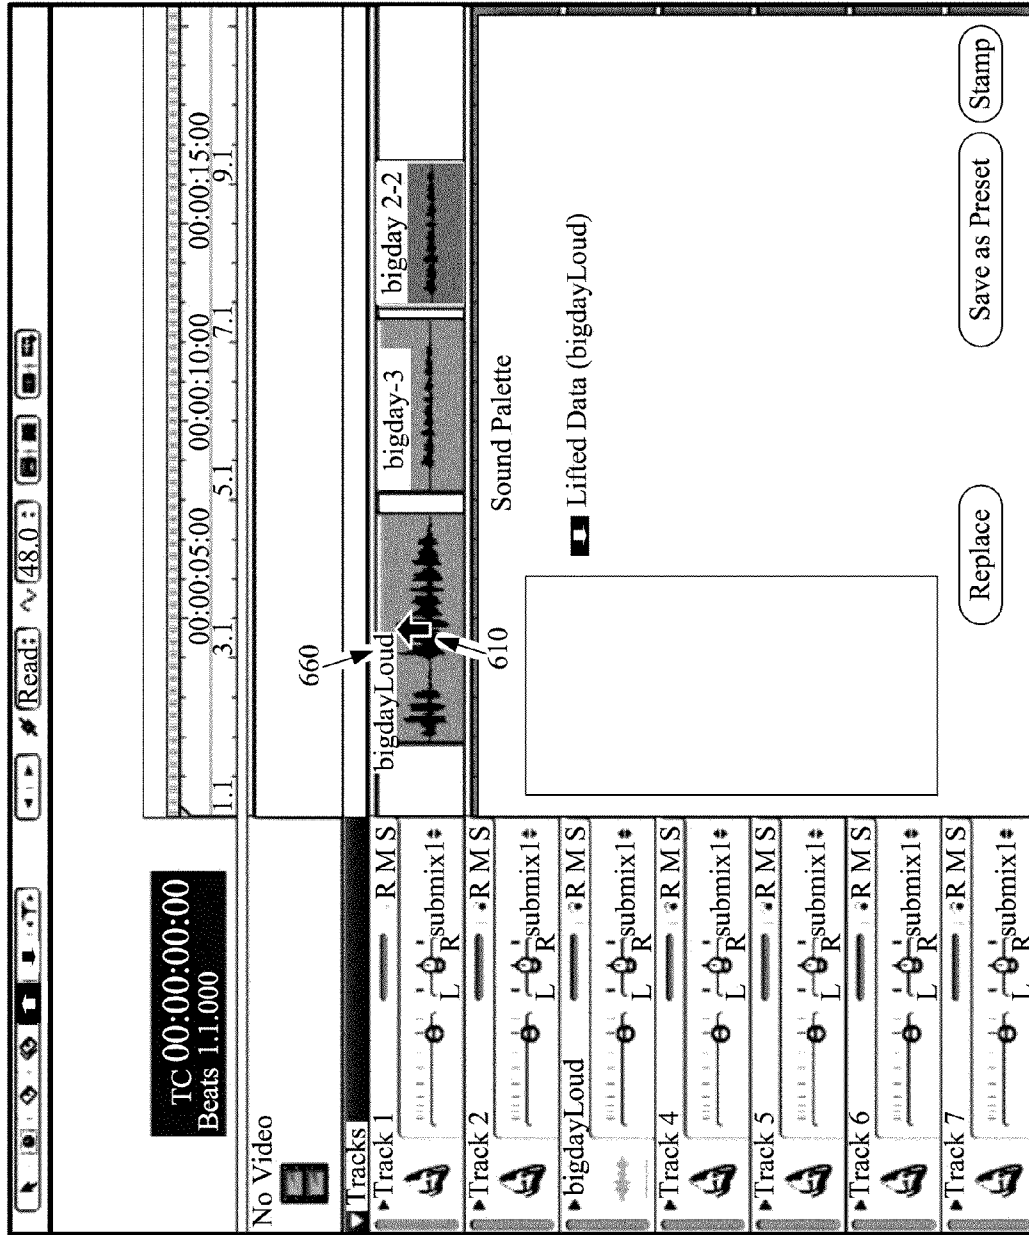 Read
48.0
TC 00:00:00:00
Beats 1.1.000
00:00:05:00
00:00:10:00
00:00:15:00
1.1
3.1
5.1
7.1
9.1
No Video
Tracks
660
Track 1
R M S
L R submix1
bigdayLoud
bigday-3
bigday 2-2
610
Track 2
R M S
L R submix1
Sound Palette
bigdayLoud
R M S
L R submix1
Lifted Data (bigdayLoud)
Track 4
R M S
L R submix1
Track 5
R M S
L R submix1
Track 6
R M S
L R submix1
Track 7
R M S
L R submix1
Replace
Save as Preset
Stamp